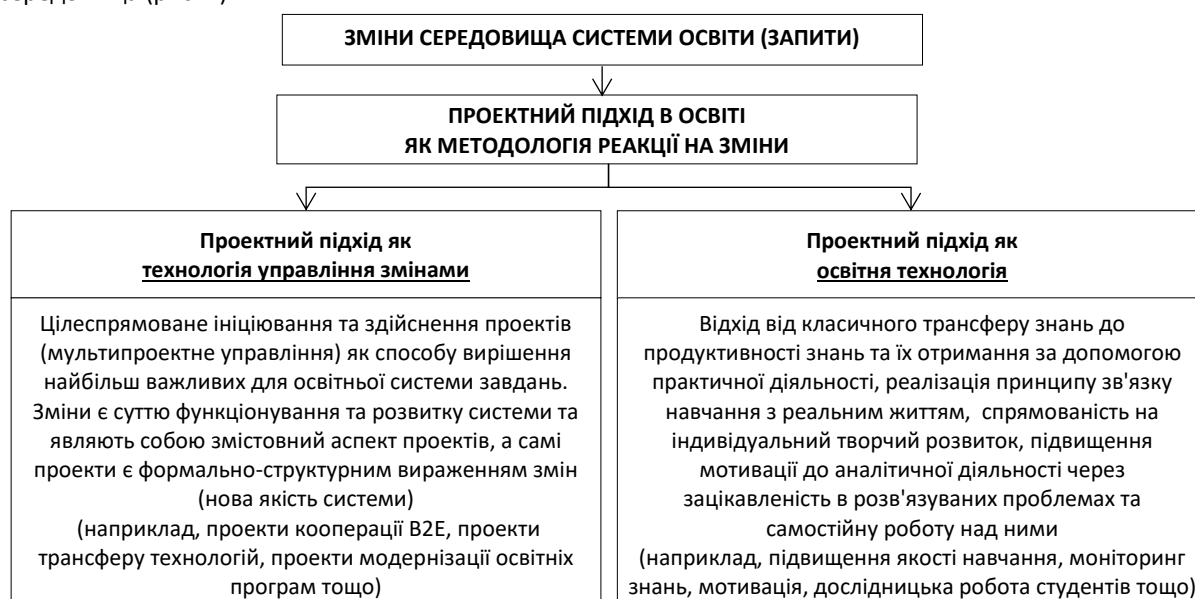 ЗМІНИ СЕРЕДОВИЩА СИСТЕМИ ОСВІТИ (ЗАПИТИ)
ПРОЕКТНИЙ ПІДХІД В ОСВІТІ
ЯК МЕТОДОЛОГІЯ РЕАКЦІЇ НА ЗМІНИ
Проектний підхід як
технологія управління змінами
Цілеспрямоване ініціювання та здійснення проектів
(мультипроектне управління) як способу вирішення
найбільш важливих для освітньої системи завдань.
Зміни є суттю функціонування та розвитку системи та
являють собою змістовний аспект проектів, а самі
проекти є формально-структурним вираженням змін
(нова якість системи)
(наприклад, проекти кооперації B2E, проекти
трансферу технологій, проекти модернізації освітніх
програм тощо)
Проектний підхід як
освітня технологія
Відхід від класичного трансферу знань до
продуктивності знань та їх отримання за допомогою
практичної діяльності, реалізація принципу зв'язку
навчання з реальним життям, спрямованість на
індивідуальний творчий розвиток, підвищення
мотивації до аналітичної діяльності через
зацікавленість в розв'язуваних проблемах та
самостійну роботу над ними
(наприклад, підвищення якості навчання, моніторинг
знань, мотивація, дослідницька робота студентів тощо)